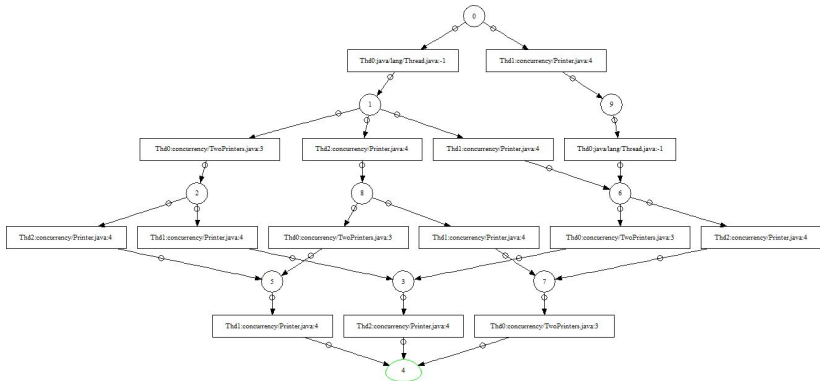 0
Thd0:java/lang/Thread.java:-1
Thd1:concurrency/Printer.java:4
1
9
Thd0:concurrency/TwoPrinters.java:3
Thd2:concurrency/Printer.java:4
Thd1:concurrency/Printer.java:4
Thd0:java/lang/Thread.java:-1
2
8
6
Thd2:concurrency/Printer.java:4
Thd1:concurrency/Printer.java:4
Thd0:concurrency/TwoPrinters.java:3
Thd1:concurrency/Printer.java:4
Thd0:concurrency/TwoPrinters.java:3
Thd2:concurrency/Printer.java:4
5
3
7
Thd1:concurrency/Printer.java:4
Thd2:concurrency/Printer.java:4
Thd0:concurrency/TwoPrinters.java:3
4